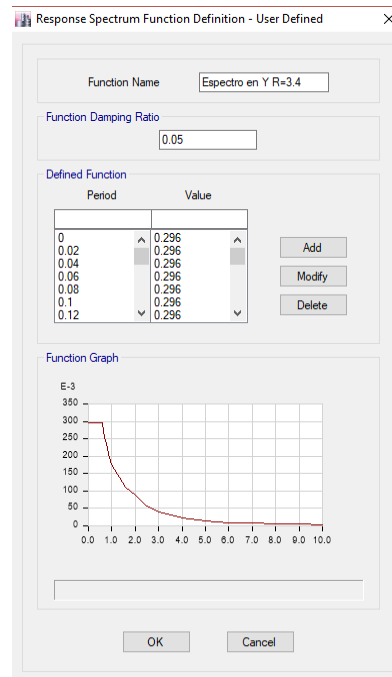 Response Spectrum Function Definition - User Defined
Function Name Espectro en Y R=3.4
Function Damping Ratio
0.05
Defined Function
Period Value
0 0.296
0.02 0.296
0.04 0.296
0.06 0.296
0.08 0.296
0.1 0.296
0.12 0.296
Add
Modify
Delete
Function Graph
E-3
350
300
250
200
150
100
50
0
0.0 1.0 2.0 3.0 4.0 5.0 6.0 7.0 8.0 9.0 10.0
OK Cancel